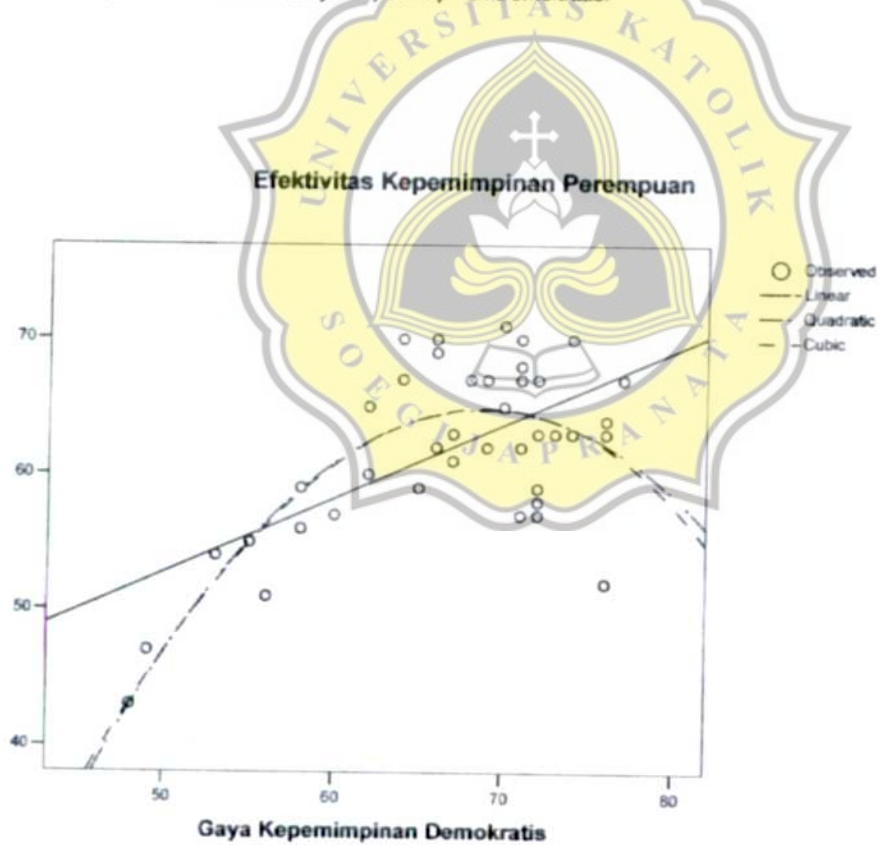 UNIVERSITAS KATOLIK
SOEGIJAPRANATA
Efektivitas Kepemimpinan Perempuan
Observed
Linear
Quadratic
Cubic
70
60
50
40
50
60
70
80
Gaya Kepemimpinan Demokratis